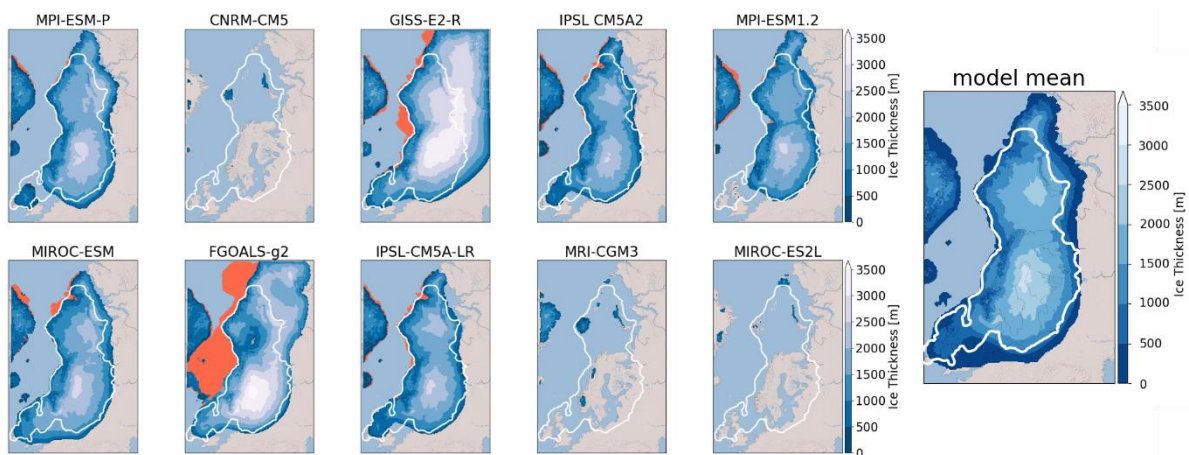 MPI-ESM-P
CNRM-CM5
GISS-E2-R
IPSL CM5A2
MPI-ESM1.2
3500
3000
2500
2000
1500
1000
500
0
Ice Thickness [m]
MIROC-ESM
FGOALS-g2
IPSL-CM5A-LR
MRI-CGM3
MIROC-ES2L
3500
3000
2500
2000
1500
1000
500
0
Ice Thickness [m]
model mean
3500
3000
2500
2000
1500
1000
500
0
Ice Thickness [m]